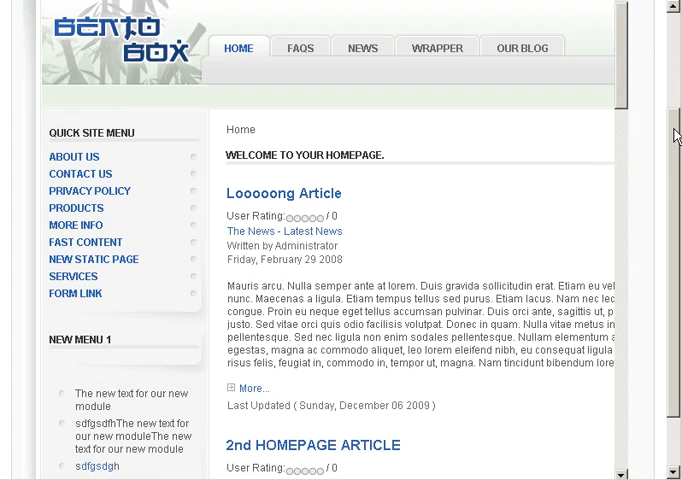 BENTO
BOX
HOME
FAQS
NEWS
WRAPPER
OUR BLOG
QUICK SITE MENU
ABOUT US
CONTACT US
PRIVACY POLICY
PRODUCTS
MORE INFO
FAST CONTENT
NEW STATIC PAGE
SERVICES
FORM LINK
NEW MENU 1
The new text for our new
module
sdfgsdfhThe new text for
our new moduleThe new
text for our new module
sdfgsdgh
Home
WELCOME TO YOUR HOMEPAGE.
Looooong Article
User Rating: / 0
The News - Latest News
Written by Administrator
Friday, February 29 2008
Mauris arcu. Nulla semper ante at lorem. Duis gravida sollicitudin erat. Etiam eu vel
nunc. Maecenas a ligula. Etiam tempus tellus sed purus. Etiam lacus. Nam nec lec
congue. Proin eu neque eget tellus accumsan pulvinar. Duis orci ante, sagittis ut, p
justo. Sed vitae orci quis odio facilisis volutpat. Donec in quam. Nulla vitae metus in
pellentesque. Sed nec ligula non enim sodales pellentesque. Nullam elementum a
egestas, magna ac commodo aliquet, leo lorem eleifend nibh, eu consequat ligula
risus felis, feugiat in, commodo in, tempor ut, magna. Nam tincidunt bibendum lore
More...
Last Updated ( Sunday, December 06 2009 )
2nd HOMEPAGE ARTICLE
User Rating: / 0